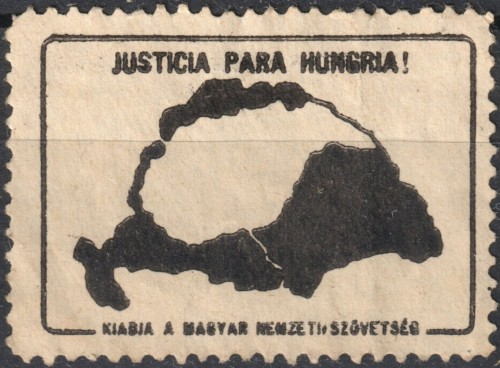 JUSTICIA PARA HUNGRIA!
KIADJA A MAGYAR NEMZETI SZÖVETSÉG